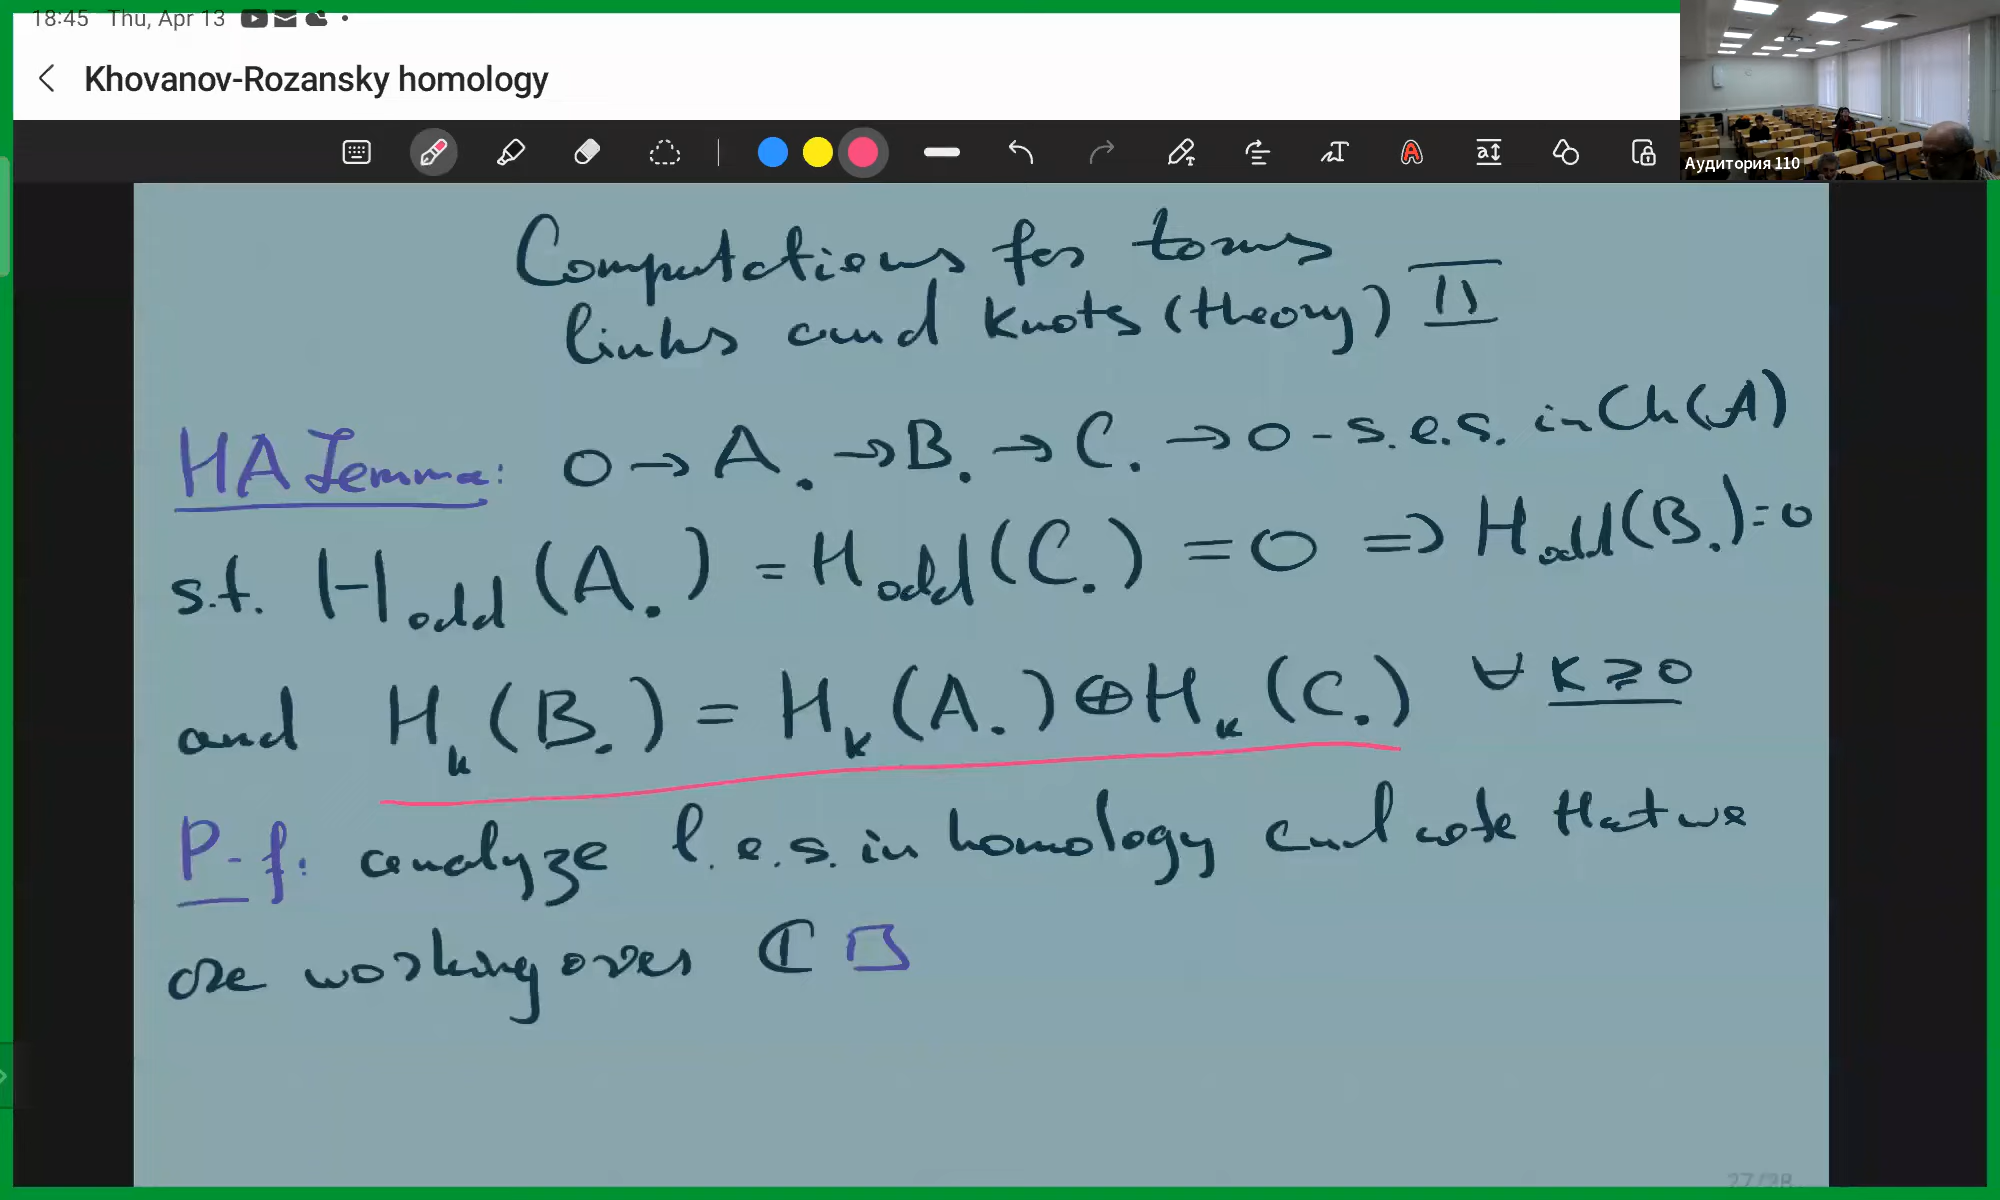 18:45 Thu, Apr 13
Khovanov-Rozansky homology
Аудитория 110
Computations for torus
links and knots (theory) II
HA Lemma: 0 → A. → B. → C. → 0 - s.e.s. in Ch(A)
s.t. H_odd(A.) = H_odd(C.) = 0 ⇒ H_odd(B.) = 0
and H_k(B.) = H_k(A.) ⊕ H_k(C.) ∀ k ≥ 0
P-f: analyze l.e.s. in homology and note that we
are working over ℂ □
27/38